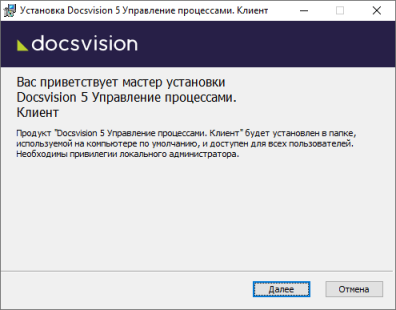 Установка Docsvision 5 Управление процессами. Клиент
docsvision
Вас приветствует мастер установки
Docsvision 5 Управление процессами.
Клиент
Продукт "Docsvision 5 Управление процессами. Клиент" будет установлен в папке,
используемой на компьютере по умолчанию, и доступен для всех пользователей.
Необходимы привилегии локального администратора.
Далее
Отмена